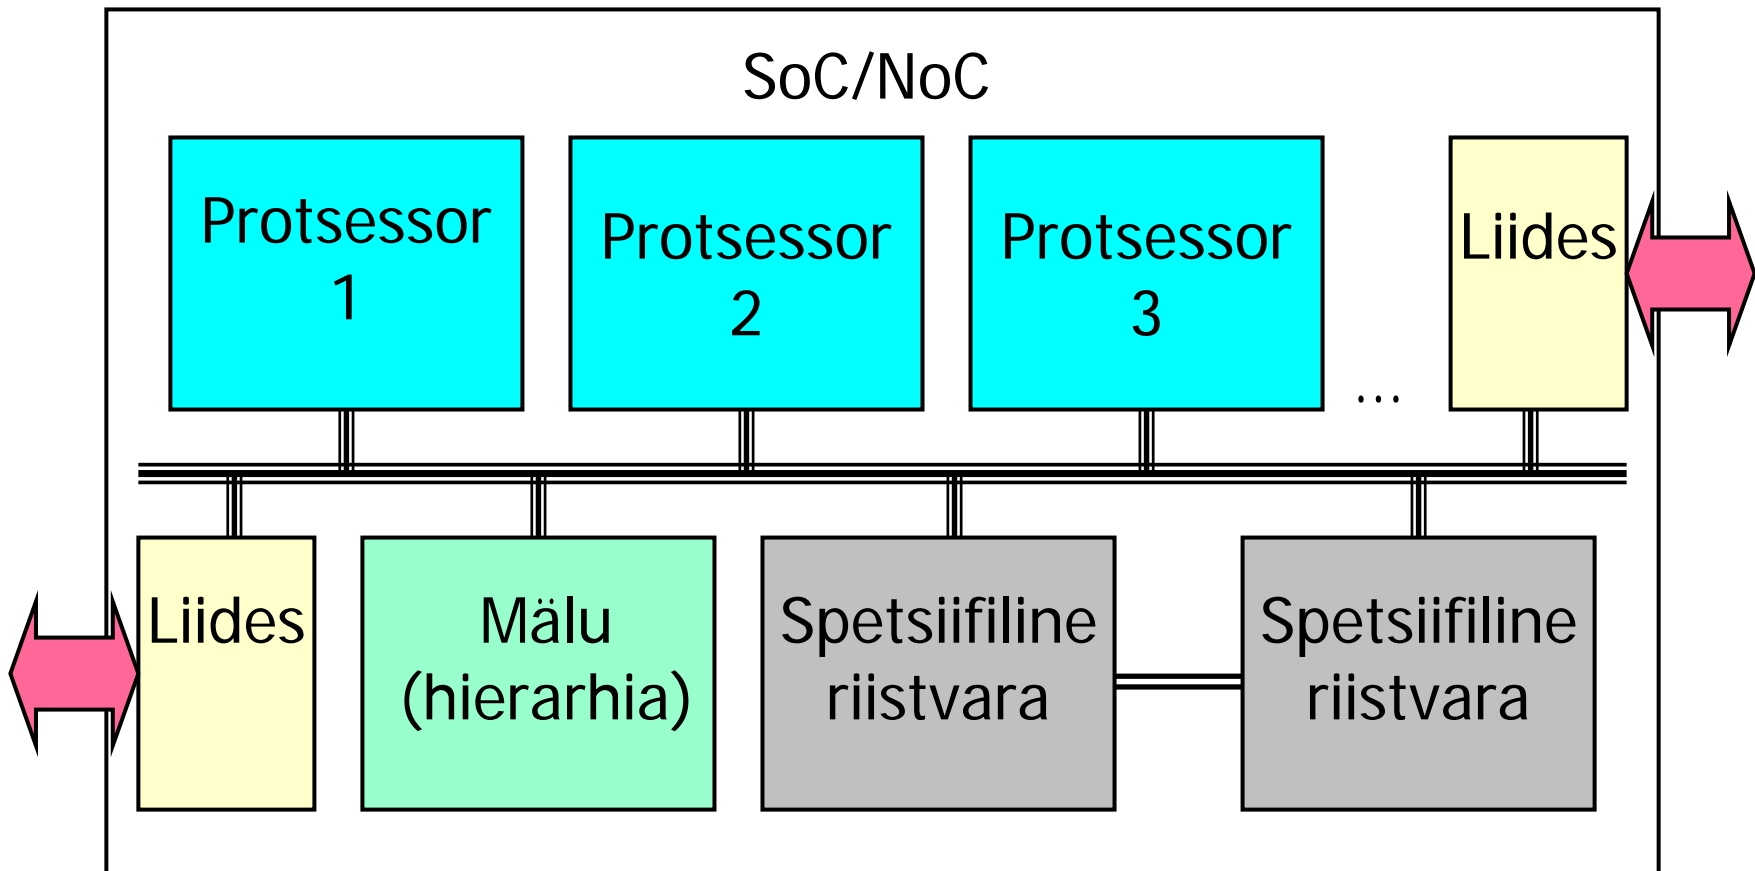 SoC/NoC
Protsessor
1
Protsessor
2
Protsessor
3
...
Liides
Liides
Mälu
(hierarhia)
Spetsiifiline
riistvara
Spetsiifiline
riistvara